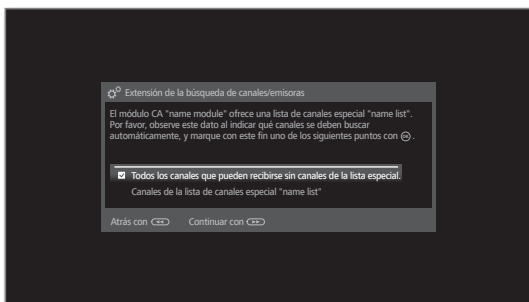 Extensión de la búsqueda de canales/emisoras
El módulo CA "name module" ofrece una lista de canales especial "name list".
Por favor, observe este dato al indicar qué canales se deben buscar
automáticamente, y marque con este fin uno de los siguientes puntos con OK.
Todos los canales que pueden recibirse sin canales de la lista especial.
Canales de la lista de canales especial "name list"
Atrás con Continuar con